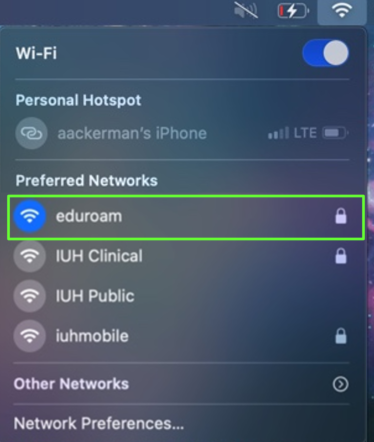 Wi-Fi
Personal Hotspot
aackerman's iPhone LTE
Preferred Networks
eduroam
IUH Clinical
IUH Public
iuhmobile
Other Networks
Network Preferences...